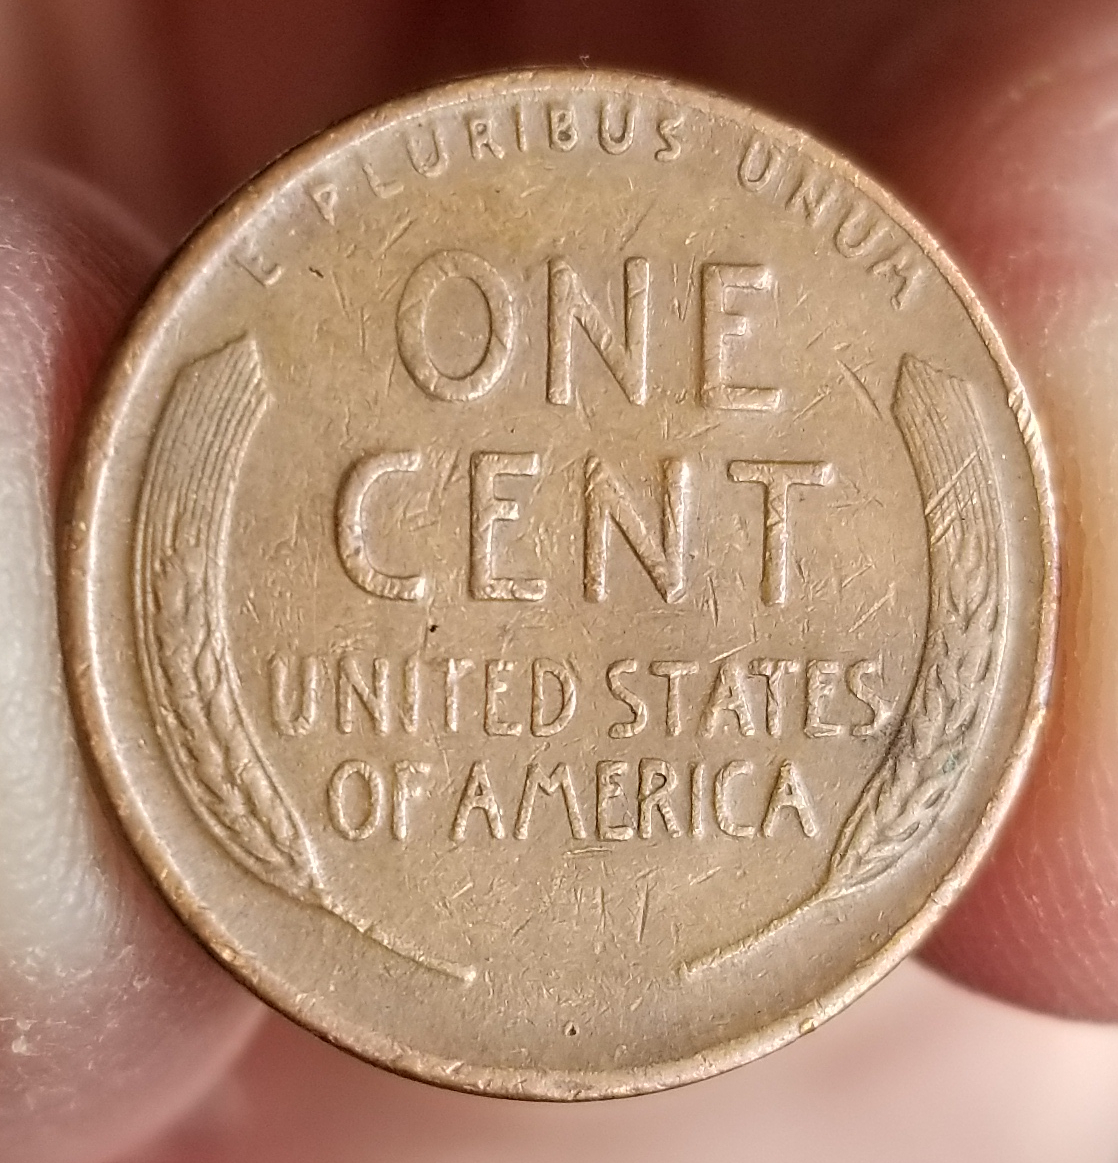 E · PLURIBUS · UNUM
ONE
CENT
UNITED STATES
OF AMERICA